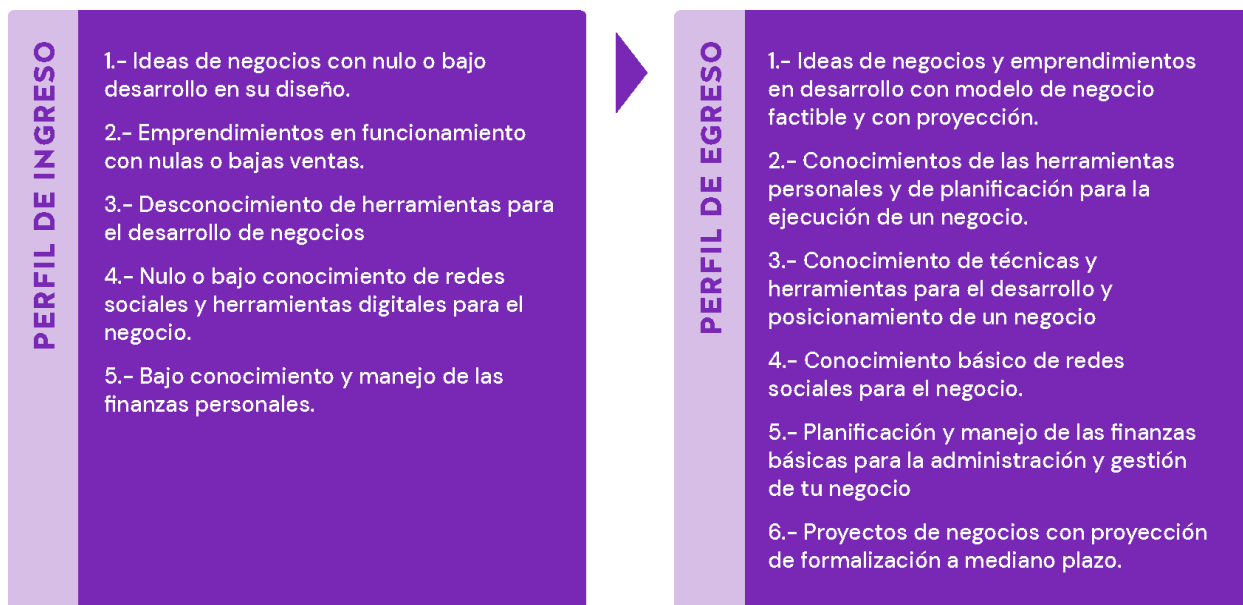 PERFIL DE INGRESO
1.- Ideas de negocios con nulo o bajo
desarrollo en su diseño.
2.- Emprendimientos en funcionamiento
con nulas o bajas ventas.
3.- Desconocimiento de herramientas para
el desarrollo de negocios
4.- Nulo o bajo conocimiento de redes
sociales y herramientas digitales para el
negocio.
5.- Bajo conocimiento y manejo de las
finanzas personales.
PERFIL DE EGRESO
1.- Ideas de negocios y emprendimientos
en desarrollo con modelo de negocio
factible y con proyección.
2.- Conocimientos de las herramientas
personales y de planificación para la
ejecución de un negocio.
3.- Conocimiento de técnicas y
herramientas para el desarrollo y
posicionamiento de un negocio
4.- Conocimiento básico de redes
sociales para el negocio.
5.- Planificación y manejo de las finanzas
básicas para la administración y gestión
de tu negocio
6.- Proyectos de negocios con proyección
de formalización a mediano plazo.